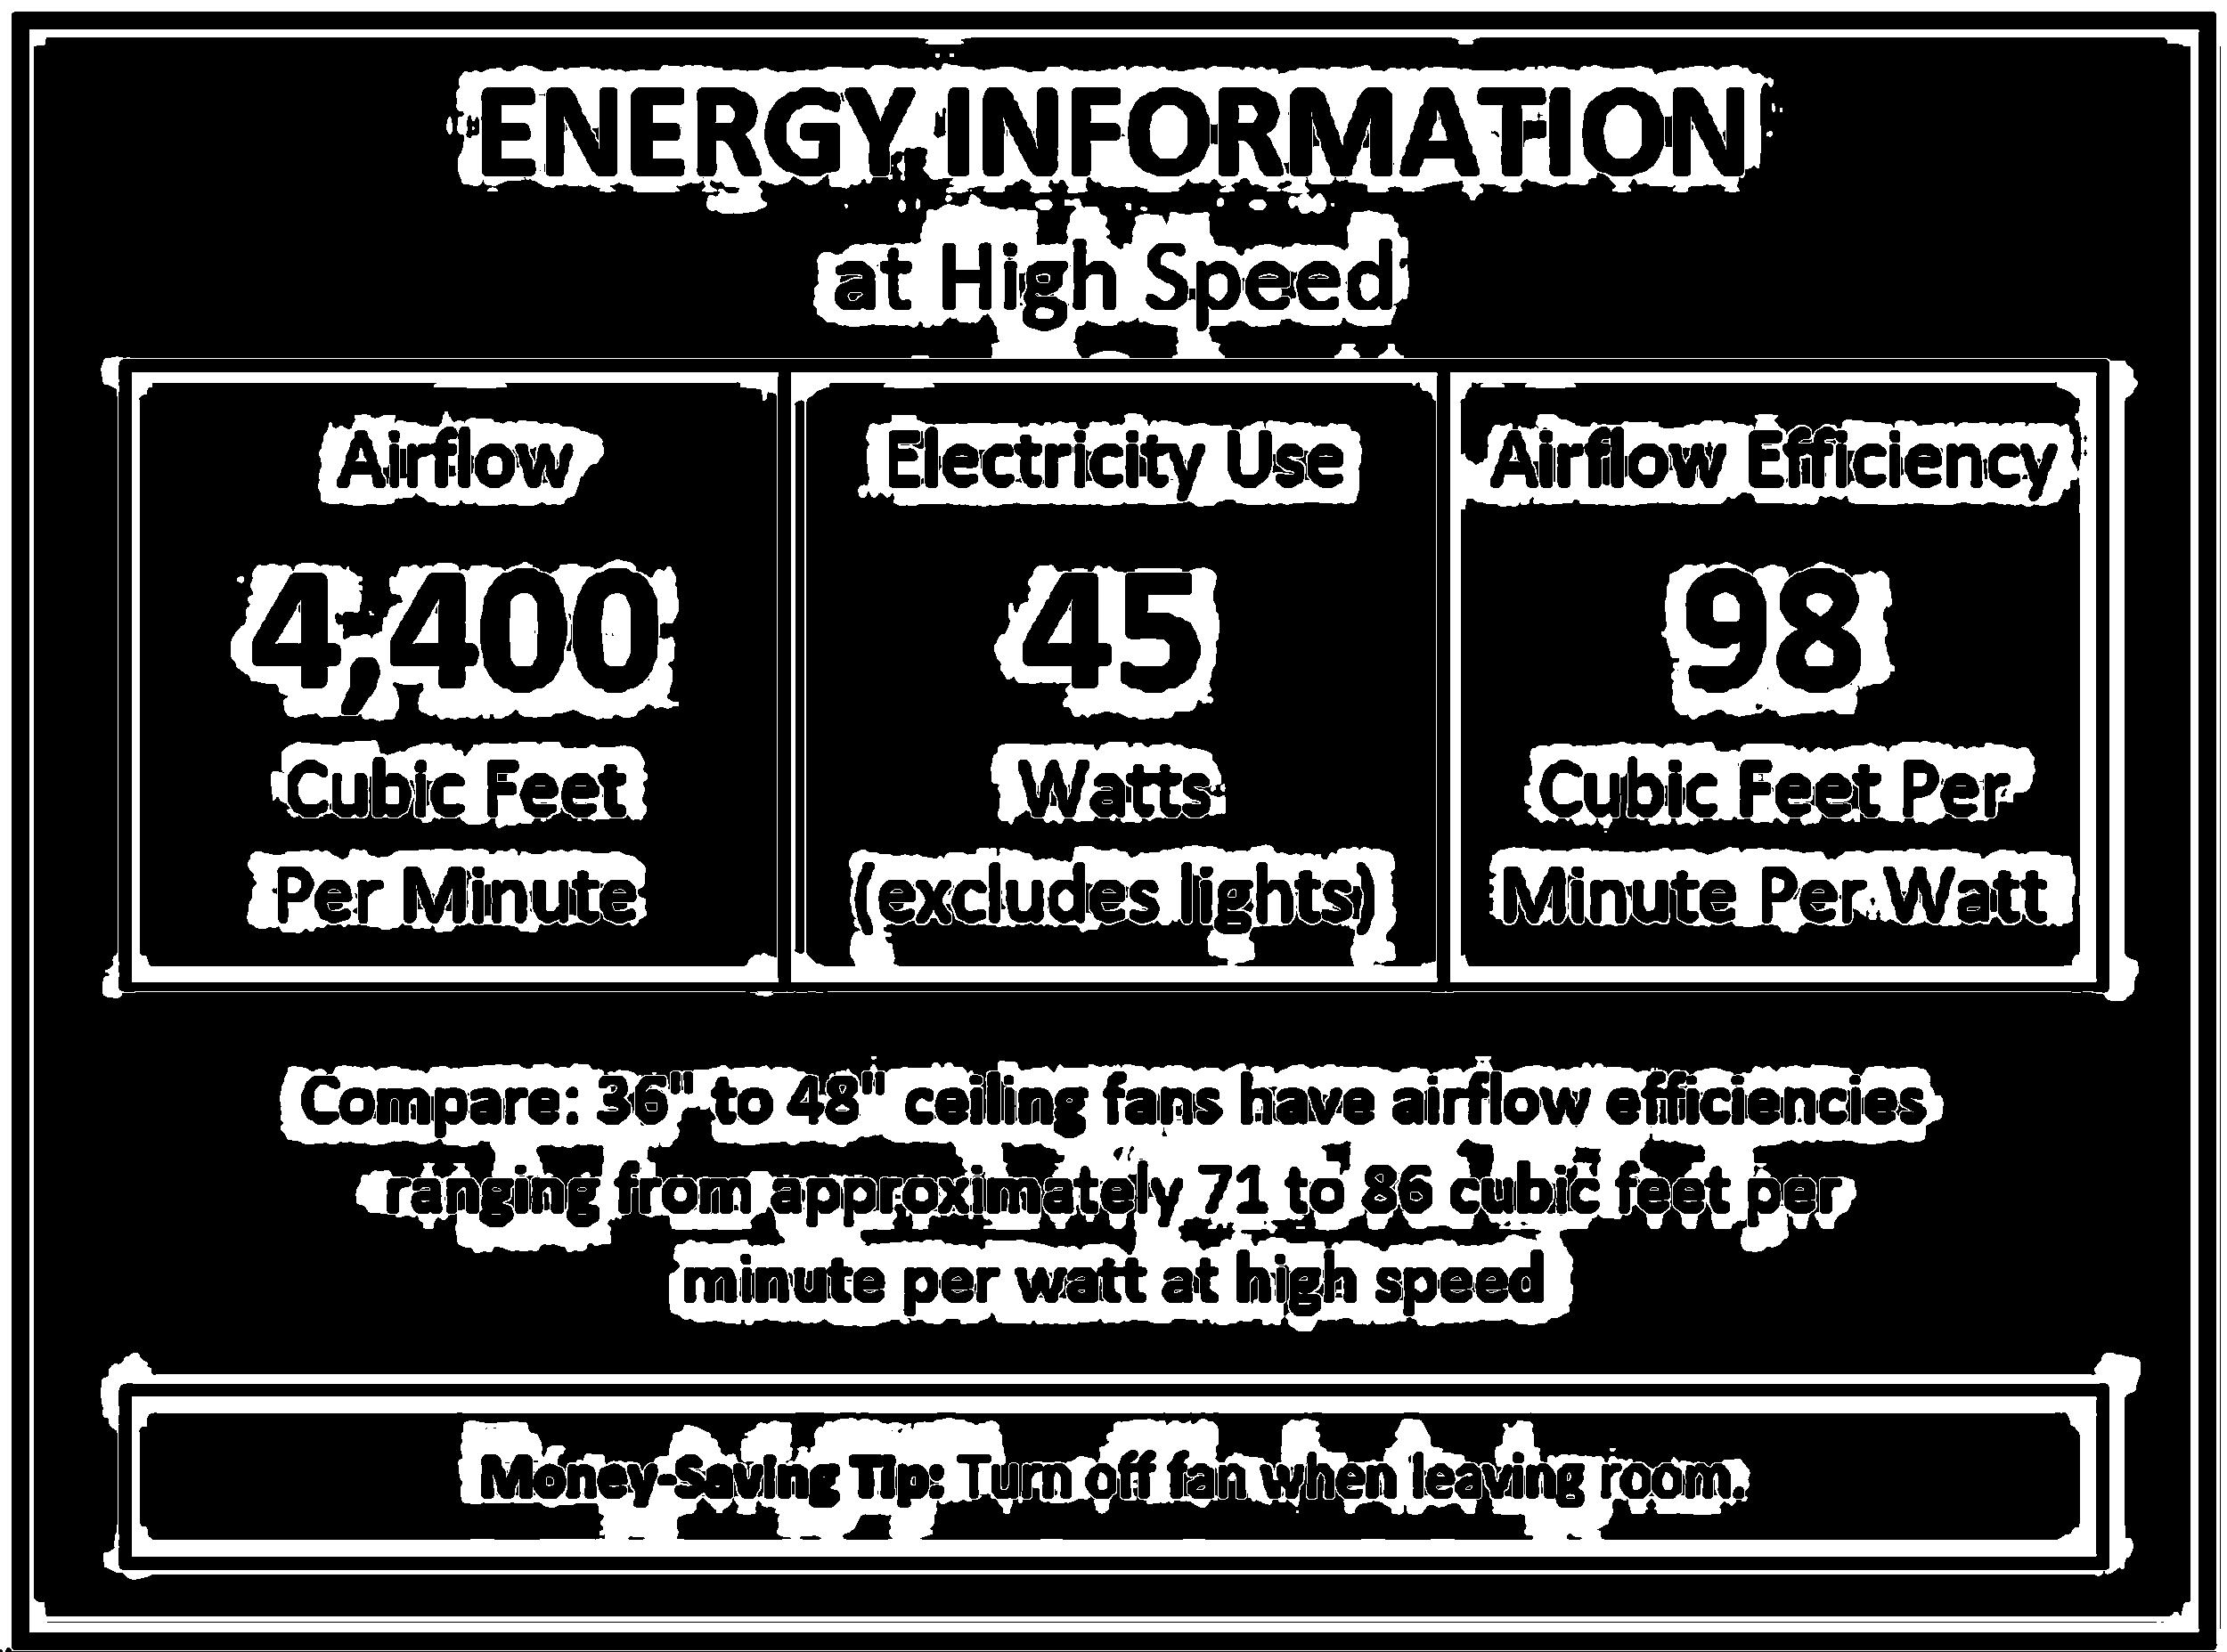 ENERGY INFORMATION
at High Speed
Airflow
4,400
Cubic Feet
Per Minute
Electricity Use
45
Watts
(excludes lights)
Airflow Efficiency
98
Cubic Feet Per
Minute Per Watt
Compare: 36" to 48" ceiling fans have airflow efficiencies
ranging from approximately 71 to 86 cubic feet per
minute per watt at high speed
Money-Saving Tip: Turn off fan when leaving room.